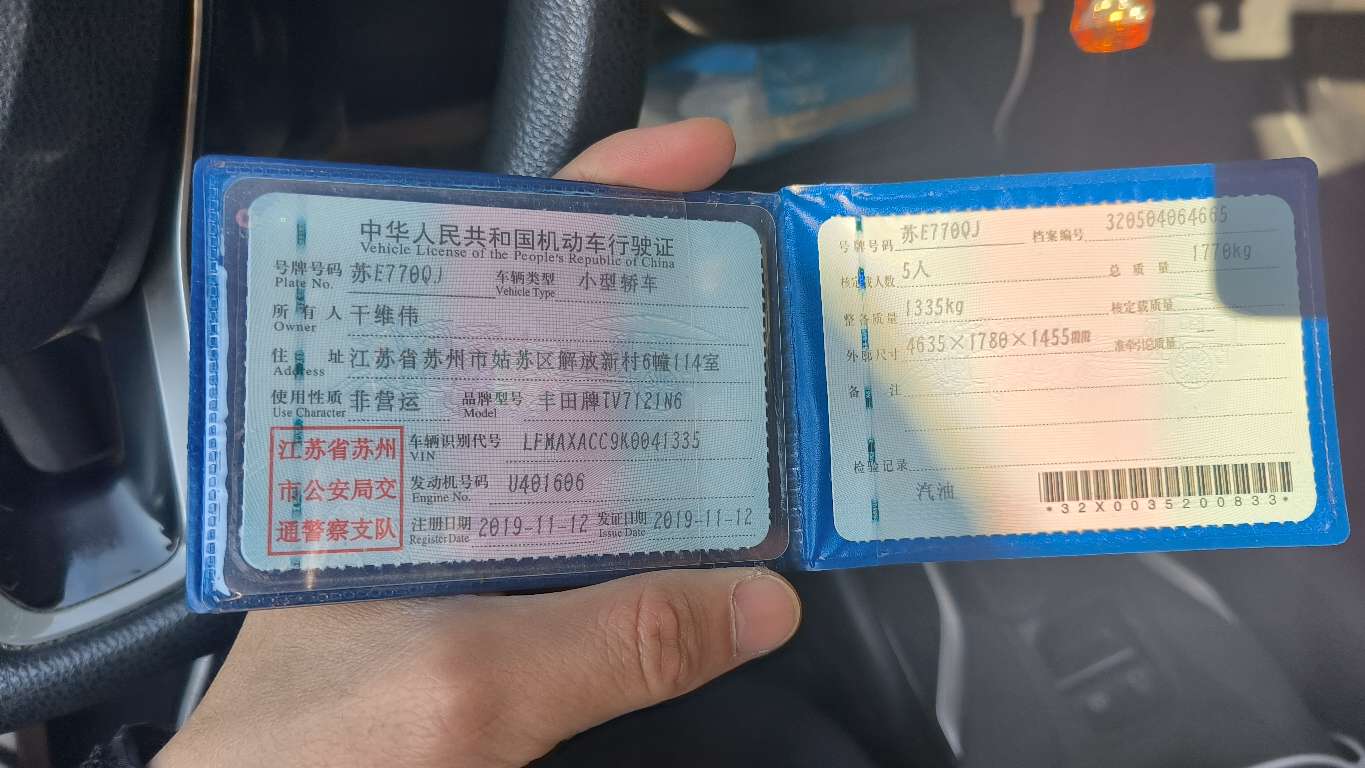 中华人民共和国机动车行驶证
Vehicle License of the People's Republic of China
号牌号码 苏E770QJ 车辆类型 小型轿车
Plate No. Vehicle Type
所有人 干维伟
Owner
住址 江苏省苏州市姑苏区解放新村6幢114室
Address
使用性质 非营运 品牌型号 丰田牌TV7121N6
Use Character Model
江苏省苏州
市公安局交
通警察支队
车辆识别代号 LFMAXACC9K0041335
VIN
发动机号码 U401606
Engine No.
注册日期 2019-11-12 发证日期 2019-11-12
Register Date Issue Date
号牌号码 苏E770QJ 档案编号 320504064665
核定载人数 5人 总质量 1770kg
整备质量 1335kg 核定载质量 --
外廓尺寸 4635×1780×1455mm 准牵引总质量
备注
检验记录
汽油
*32X0035200833*